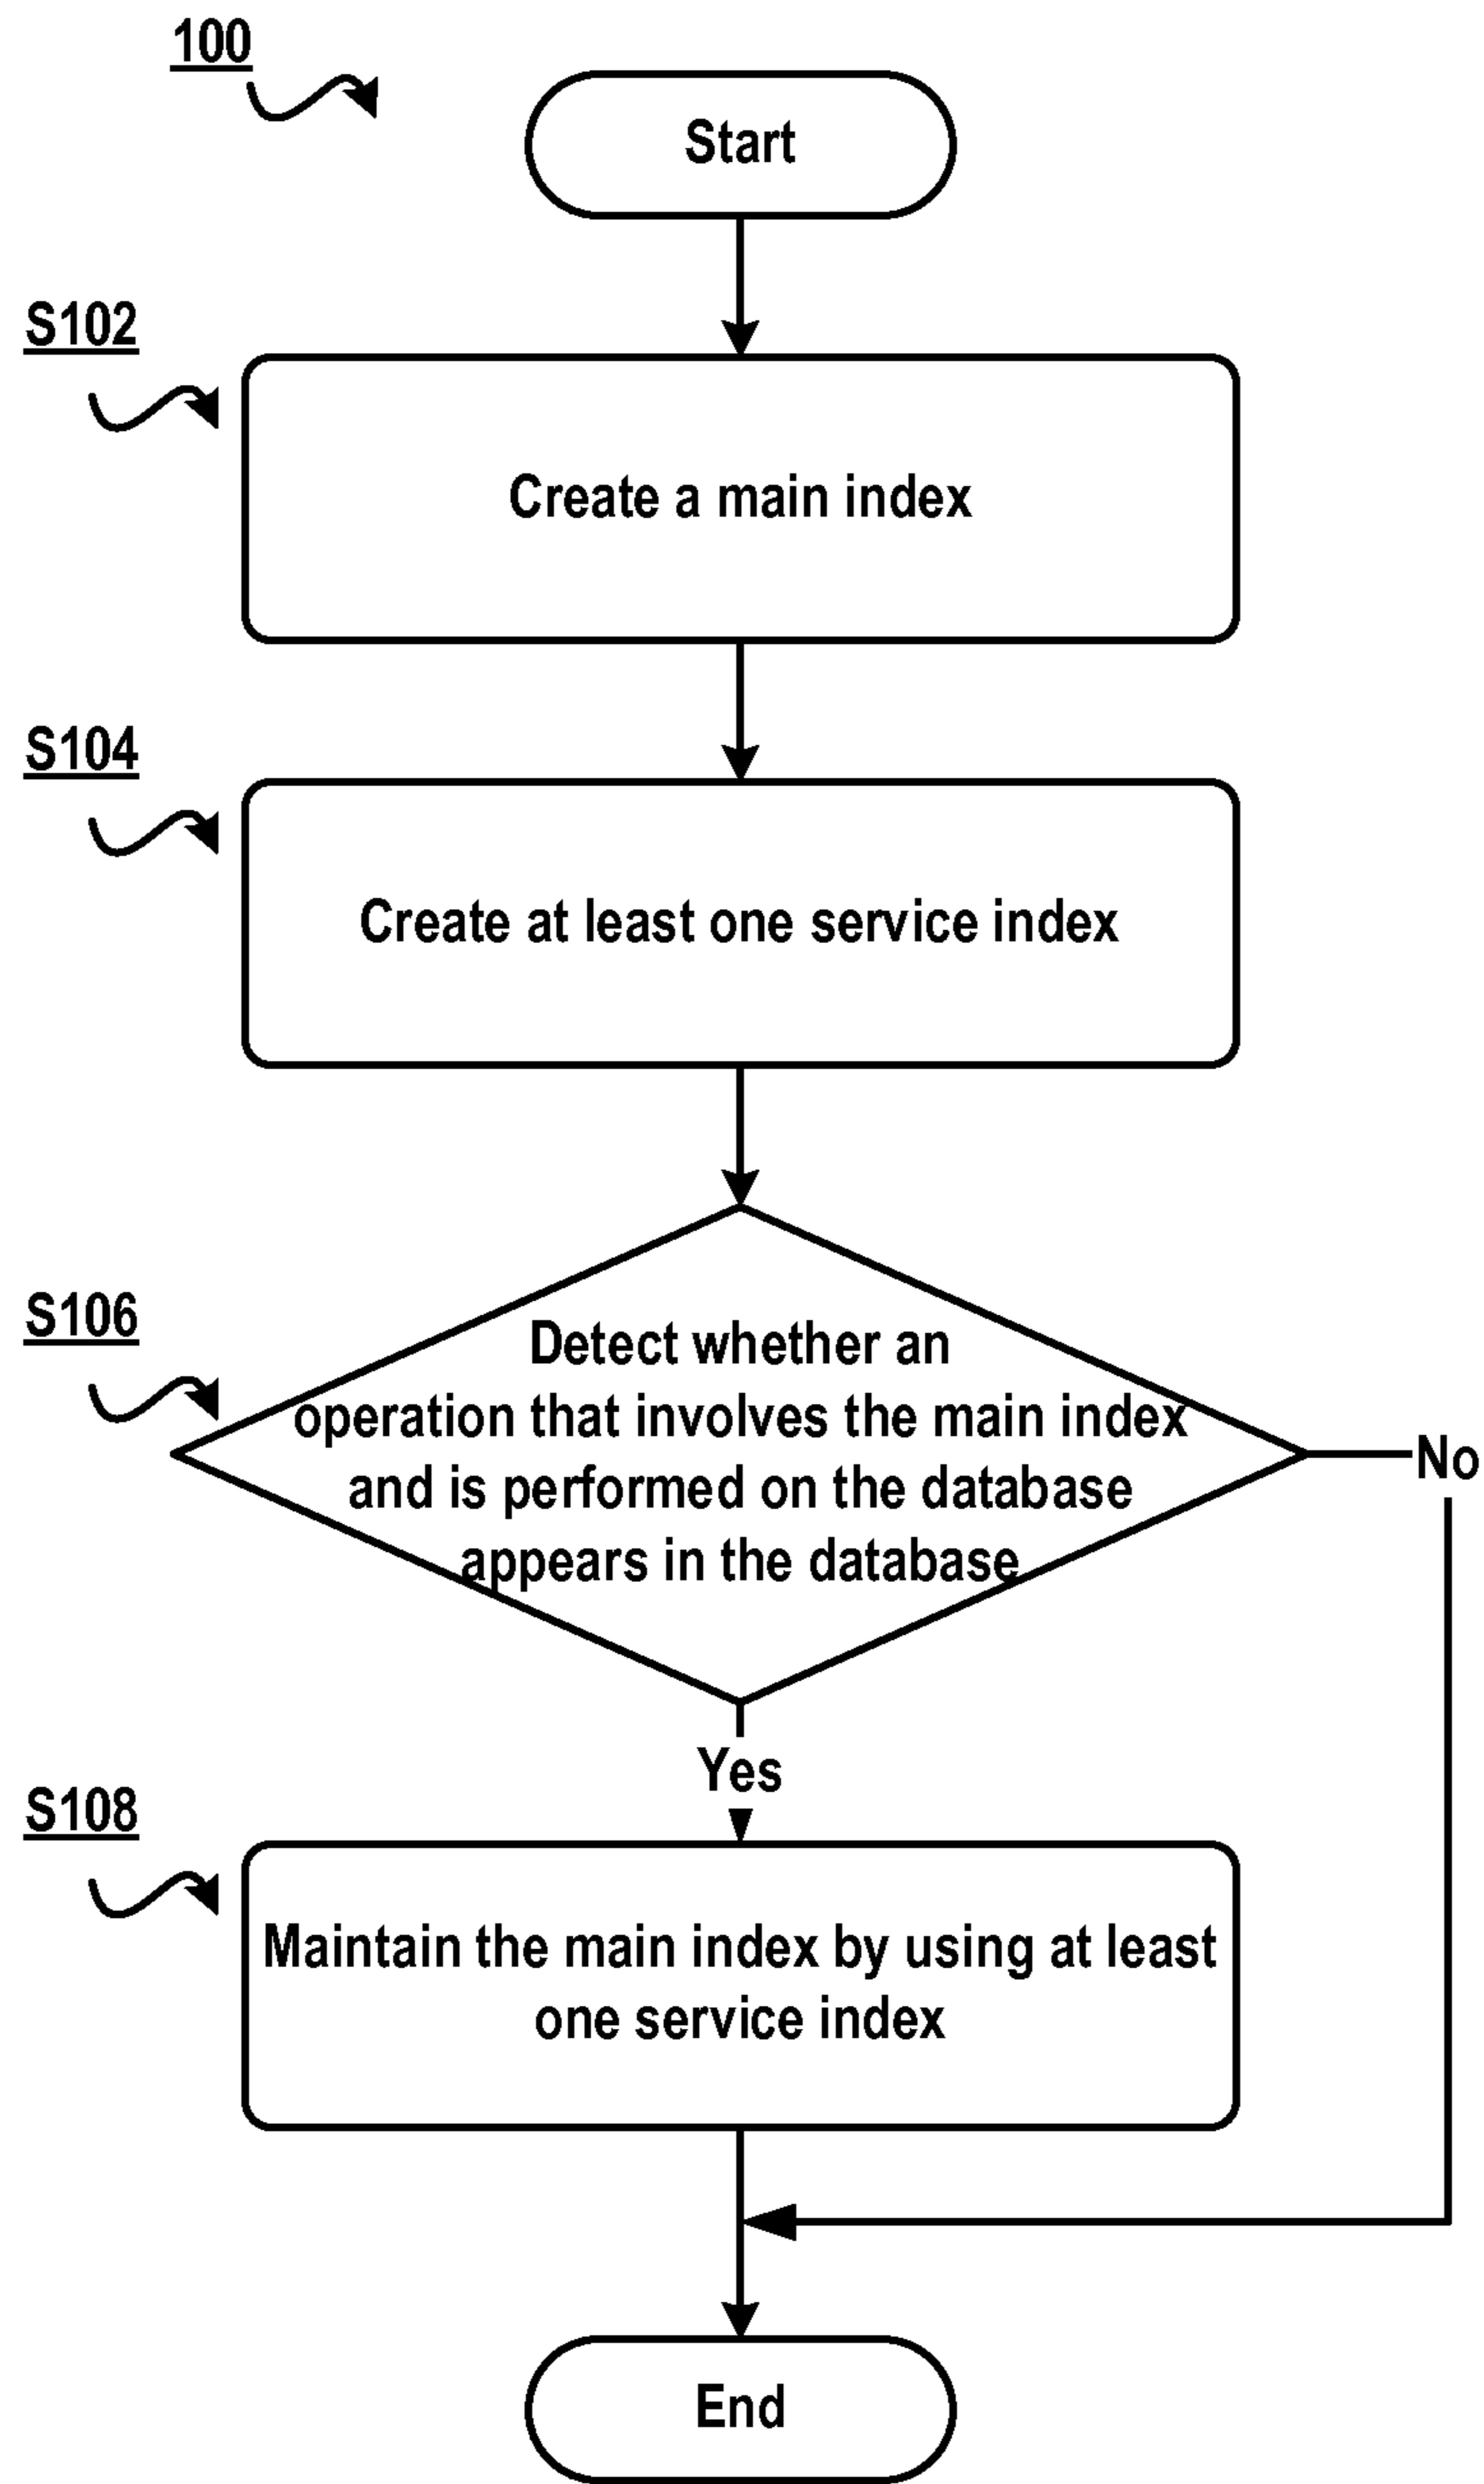 100
Start
S102
Create a main index
S104
Create at least one service index
S106
Detect whether an
operation that involves the main index
and is performed on the database
appears in the database
No
Yes
S108
Maintain the main index by using at least
one service index
End